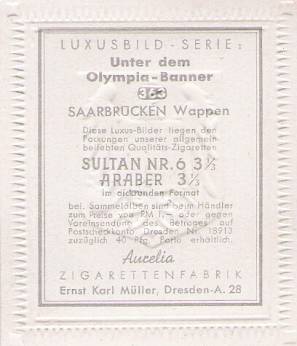 LUXUSBILD - SERIE:
Unter dem
Olympia-Banner
363
SAARBRÜCKEN Wappen
Diese Luxus-Bilder liegen den
Packungen unserer allgemein
beliebten Qualitäts-Zigaretten
SULTAN NR. 6 3⅓
ARABER 3⅓
im dickrunden Format
bei. Sammelalben sind beim Händler
zum Preise von RM 1,— oder gegen
Voreinsendung des Betrages auf
Postscheckkonto Dresden Nr. 18913
zuzüglich 40 Pfg. Porto erhältlich.
Aurelia
ZIGARETTENFABRIK
Ernst Karl Müller, Dresden-A. 28